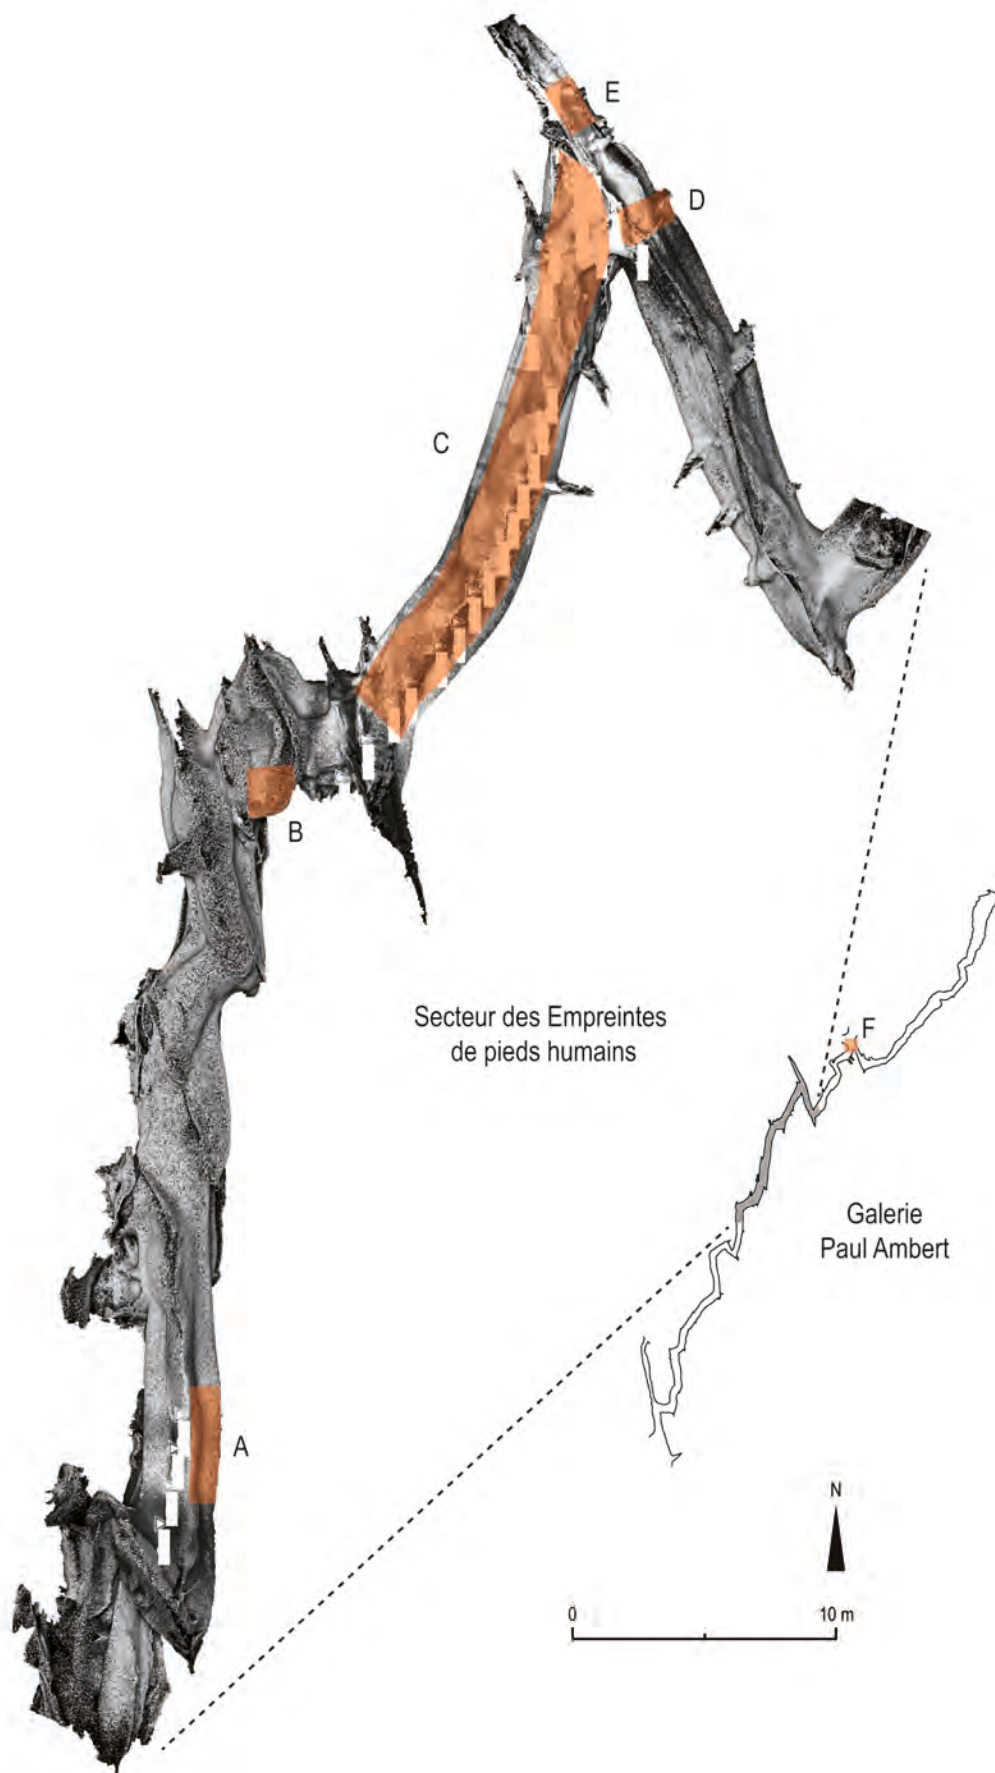 E
D
C
B
Secteur des Empreintes
de pieds humains
F
Galerie
Paul Ambert
A
N
0 10 m